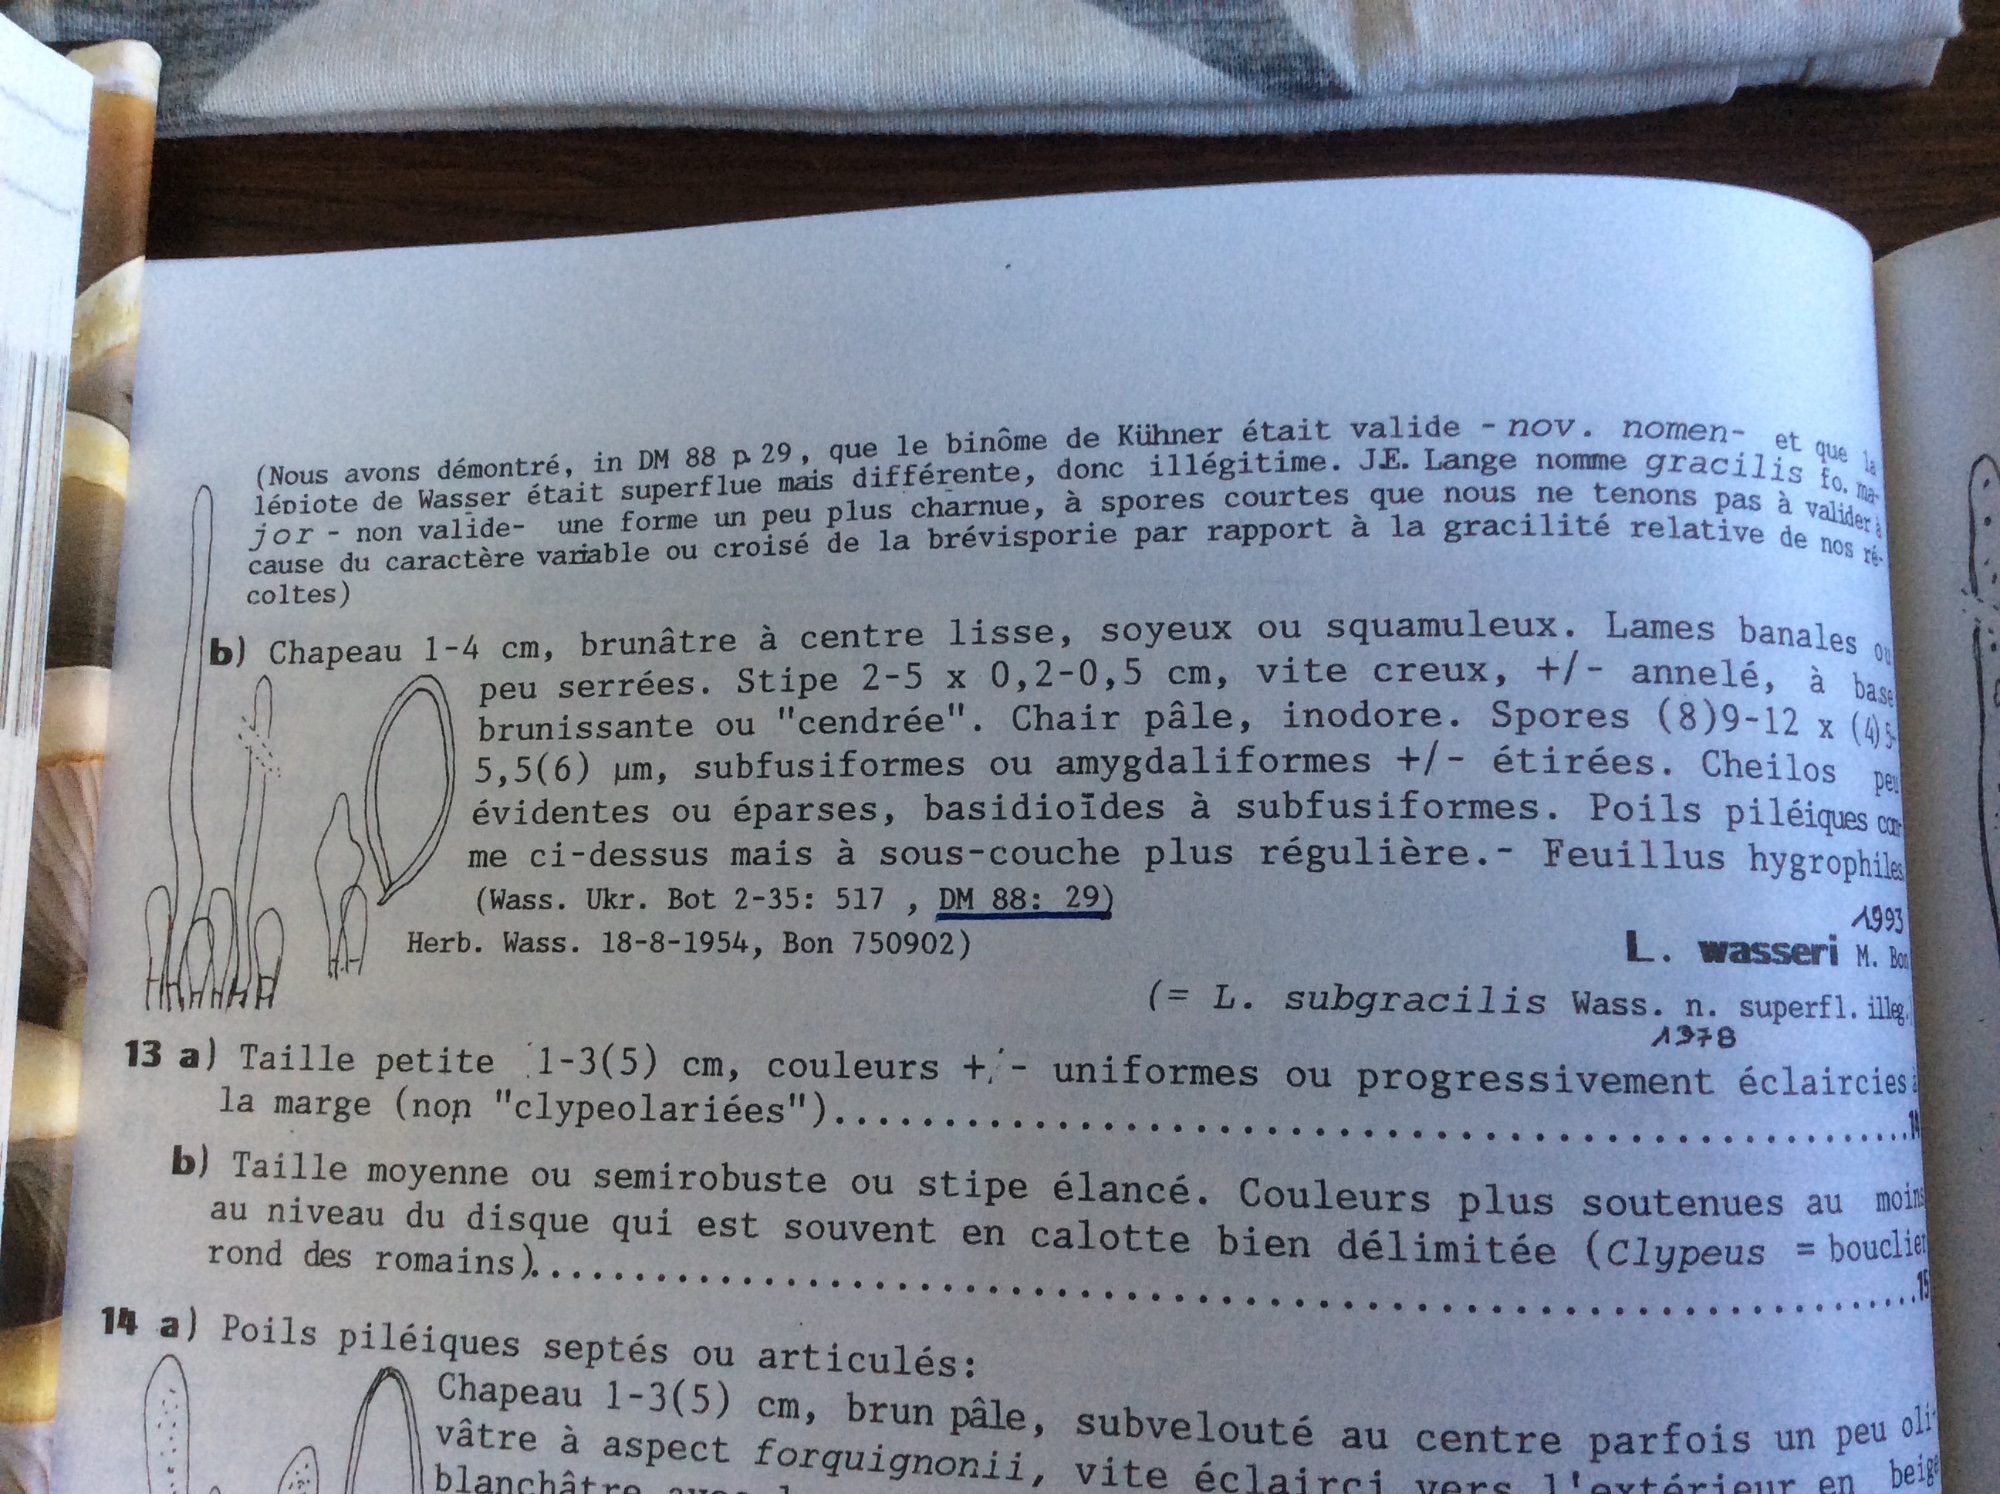 (Nous avons démontré, in DM 88 p 29, que le binôme de Kühner était valide - nov. nomen- et que la
lépiote de Wasser était superflue mais différente, donc illégitime. J.E. Lange nomme gracilis fo. ma-
jor - non valide- une forme un peu plus charnue, à spores courtes que nous ne tenons pas à valider à
cause du caractère variable ou croisé de la brévisporie par rapport à la gracilité relative de nos ré-
coltes)
b) Chapeau 1-4 cm, brunâtre à centre lisse, soyeux ou squamuleux. Lames banales ou
peu serrées. Stipe 2-5 x 0,2-0,5 cm, vite creux, +/- annelé, à base
brunissante ou "cendrée". Chair pâle, inodore. Spores (8)9-12 x (4)5-
5,5(6) µm, subfusiformes ou amygdaliformes +/- étirées. Cheilos peu
évidentes ou éparses, basidioïdes à subfusiformes. Poils piléiques com-
me ci-dessus mais à sous-couche plus régulière.- Feuillus hygrophiles
(Wass. Ukr. Bot 2-35: 517 , DM 88: 29)
1993
Herb. Wass. 18-8-1954, Bon 750902)
L. wasseri M. Bon
(= L. subgracilis Wass. n. superfl. illeg.
1978
13 a) Taille petite 1-3(5) cm, couleurs +/- uniformes ou progressivement éclaircies à
la marge (non "clypeolariées")..........14
b) Taille moyenne ou semirobuste ou stipe élancé. Couleurs plus soutenues au moins
au niveau du disque qui est souvent en calotte bien délimitée (Clypeus = bouclier
rond des romains)..........15
14 a) Poils piléiques septés ou articulés:
Chapeau 1-3(5) cm, brun pâle, subvelouté au centre parfois un peu oli-
vâtre à aspect forquignonii, vite éclairci vers l'extérieur en beige
blanchâtre